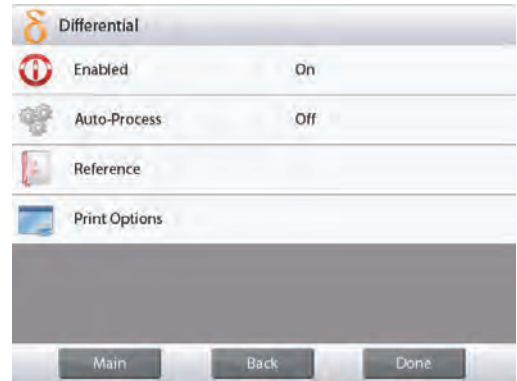 Differential
Enabled On
Auto-Process Off
Reference
Print Options
Main Back Done